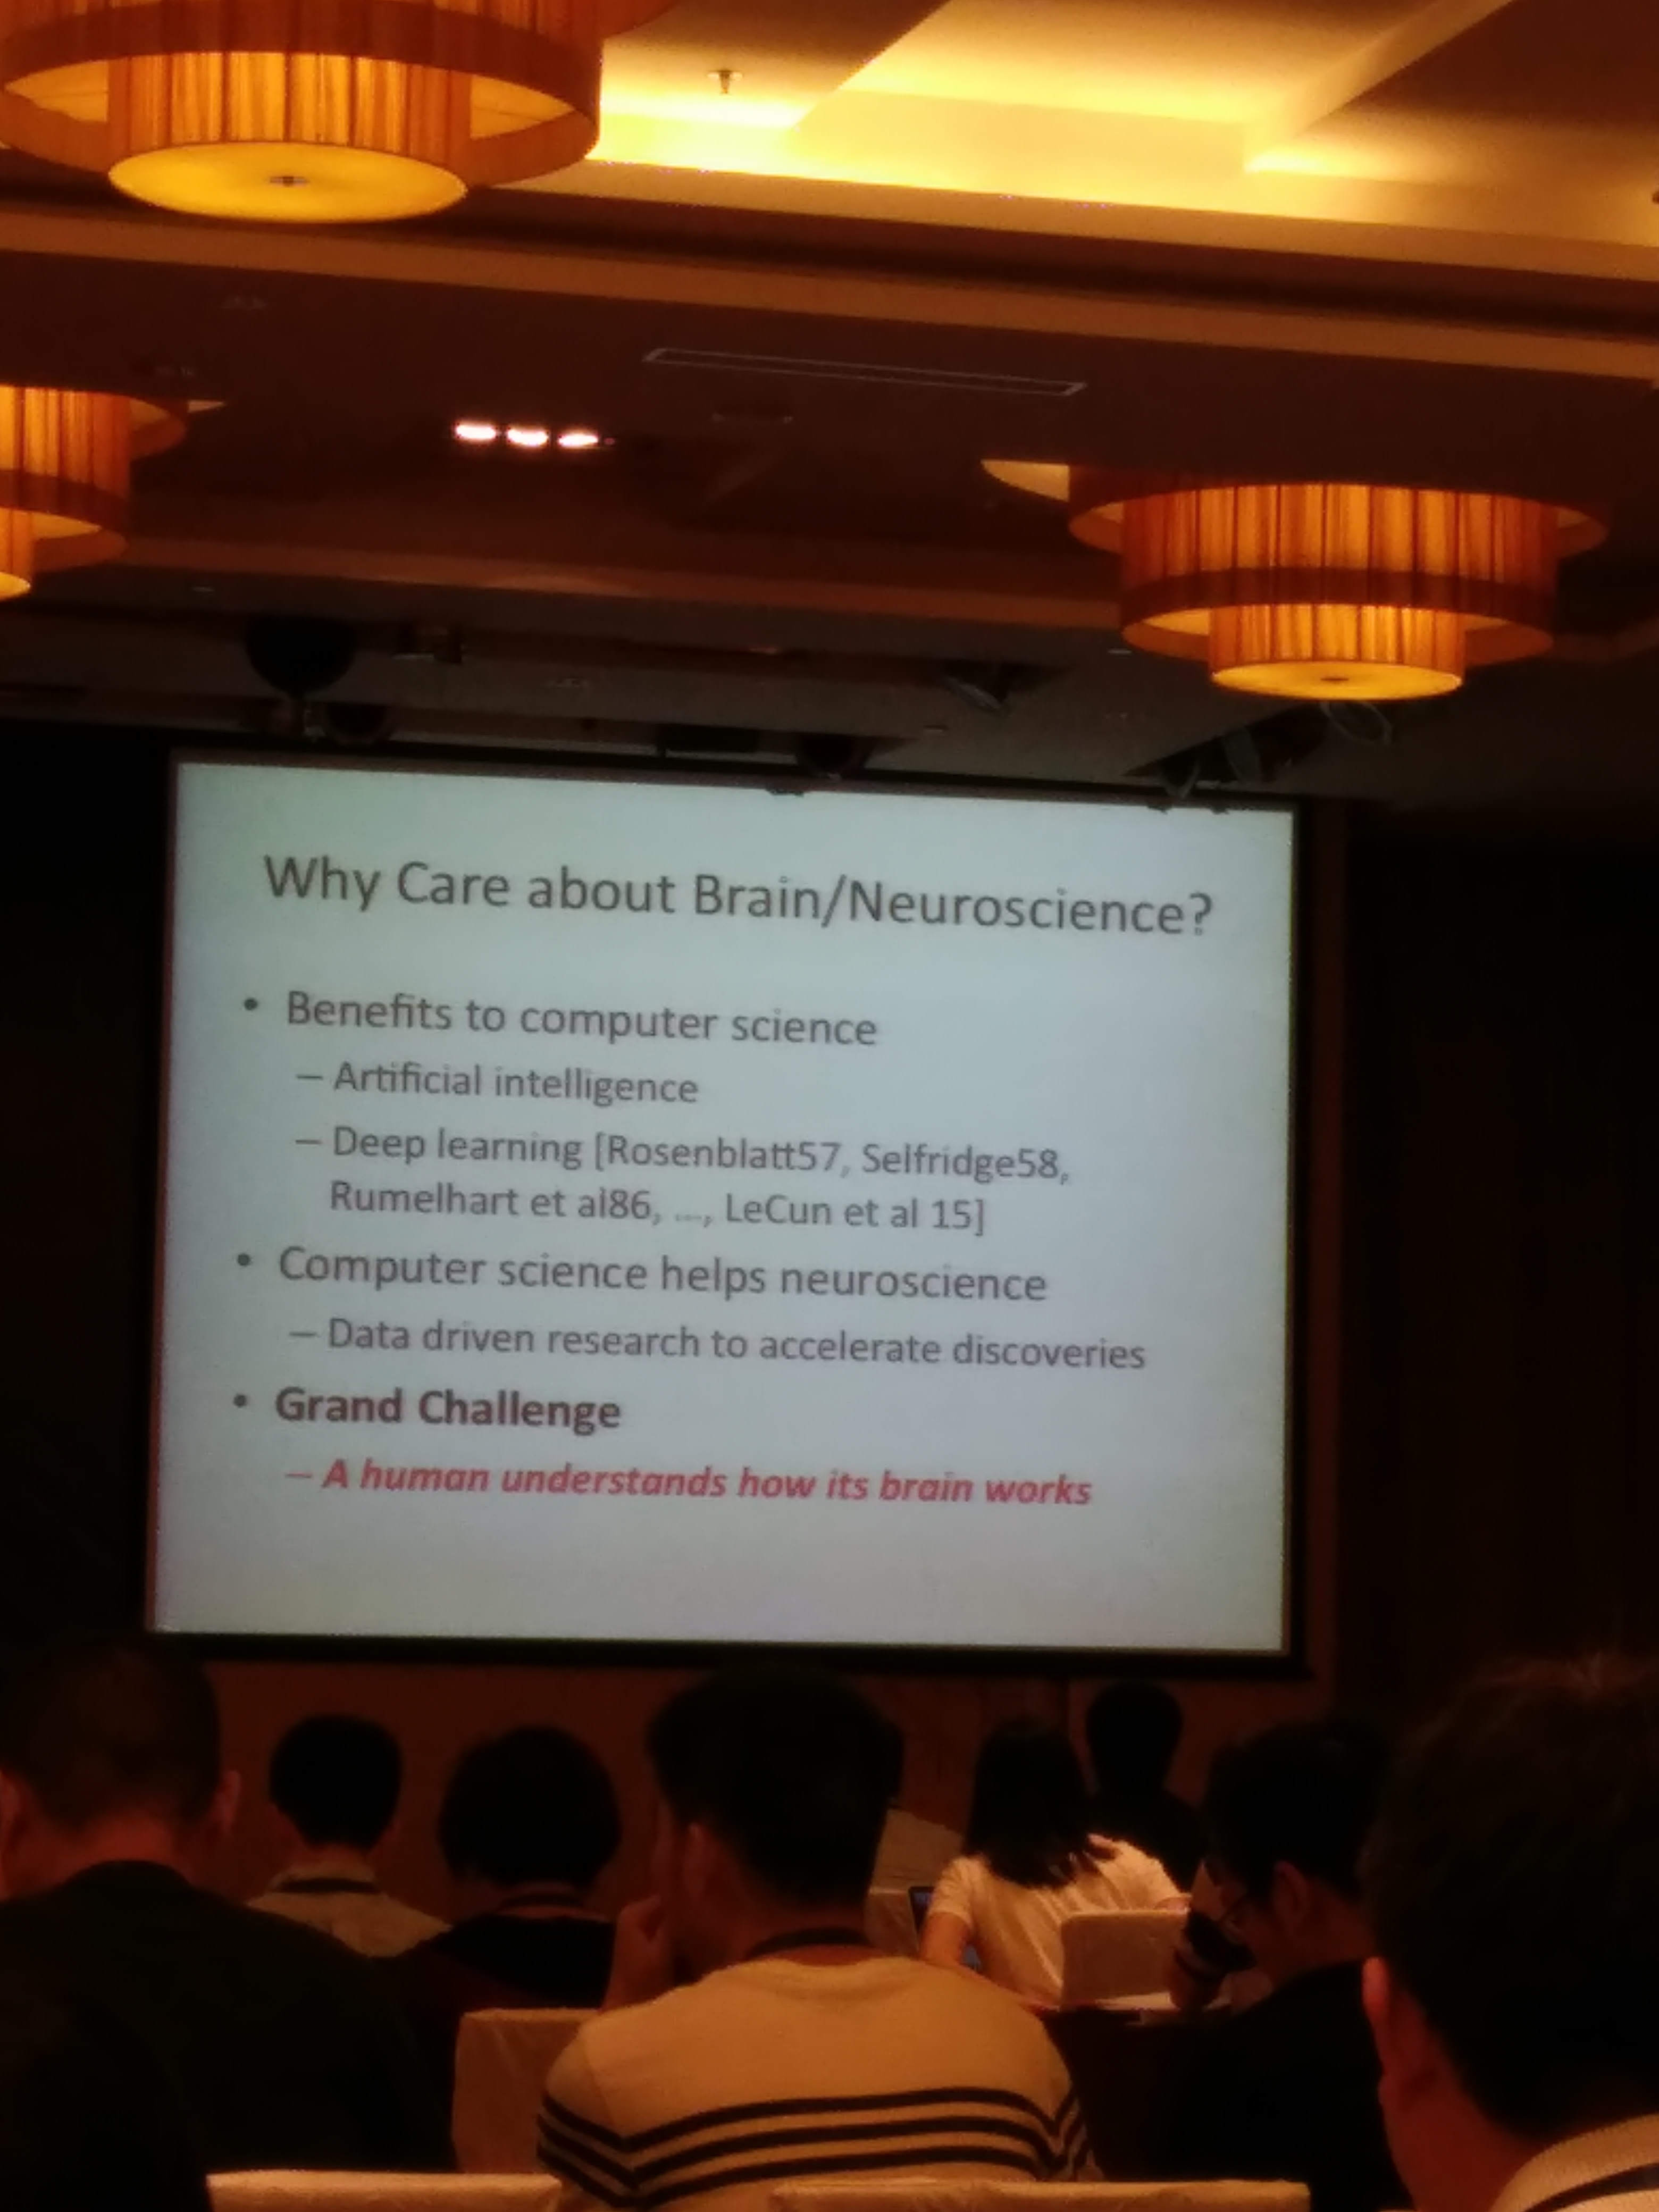 Why Care about Brain/Neuroscience?
• Benefits to computer science
– Artificial intelligence
– Deep learning [Rosenblatt57, Selfridge58,
Rumelhart et al86, ..., LeCun et al 15]
• Computer science helps neuroscience
– Data driven research to accelerate discoveries
• Grand Challenge
– A human understands how its brain works